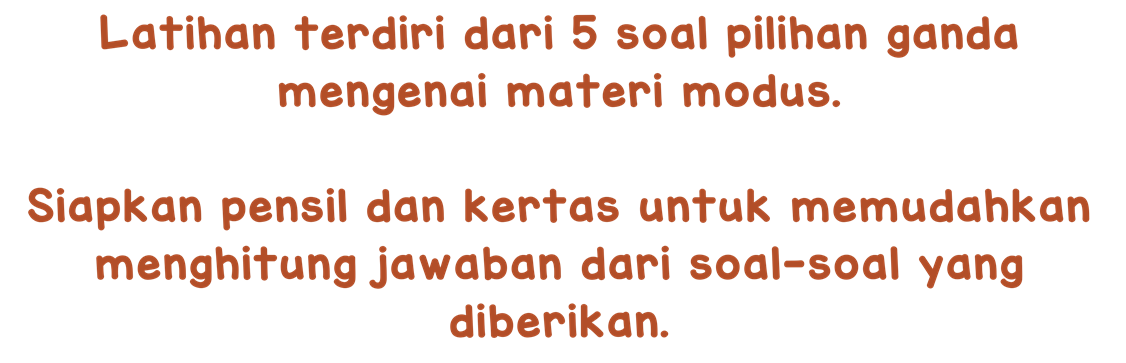 Latihan terdiri dari 5 soal pilihan ganda
mengenai materi modus.
Siapkan pensil dan kertas untuk memudahkan
menghitung jawaban dari soal-soal yang
diberikan.